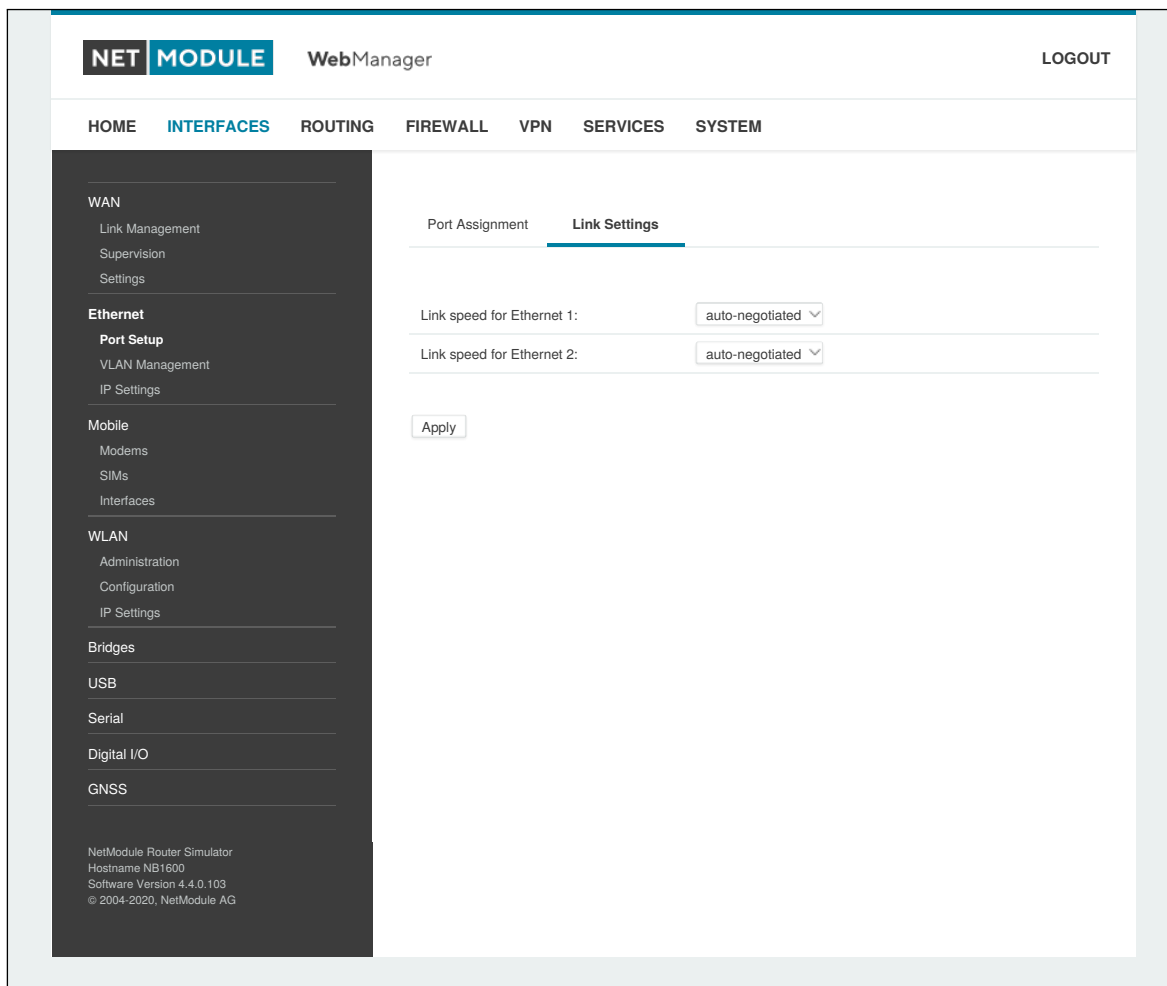 NET MODULE WebManager LOGOUT
HOME INTERFACES ROUTING FIREWALL VPN SERVICES SYSTEM
WAN
Link Management
Supervision
Settings
Ethernet
Port Setup
VLAN Management
IP Settings
Mobile
Modems
SIMs
Interfaces
WLAN
Administration
Configuration
IP Settings
Bridges
USB
Serial
Digital I/O
GNSS
NetModule Router Simulator
Hostname NB1600
Software Version 4.4.0.103
© 2004-2020, NetModule AG
Port Assignment Link Settings
Link speed for Ethernet 1: auto-negotiated
Link speed for Ethernet 2: auto-negotiated
Apply